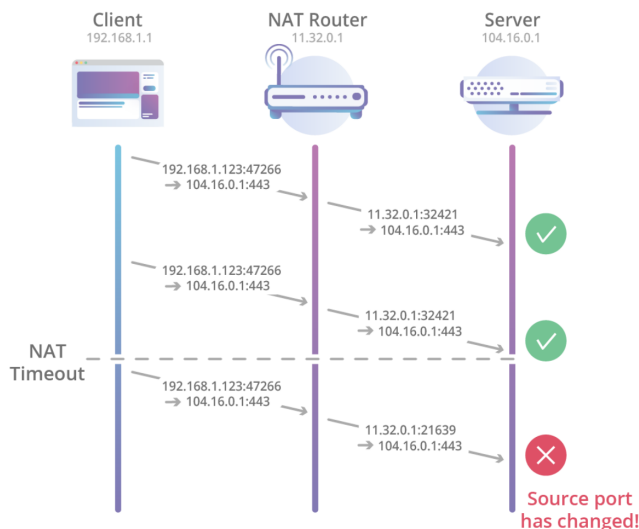 Client
192.168.1.1
NAT Router
11.32.0.1
Server
104.16.0.1
192.168.1.123:47266
→ 104.16.0.1:443
11.32.0.1:32421
→ 104.16.0.1:443
192.168.1.123:47266
→ 104.16.0.1:443
11.32.0.1:32421
→ 104.16.0.1:443
NAT
Timeout
192.168.1.123:47266
→ 104.16.0.1:443
11.32.0.1:21639
→ 104.16.0.1:443
Source port
has changed!